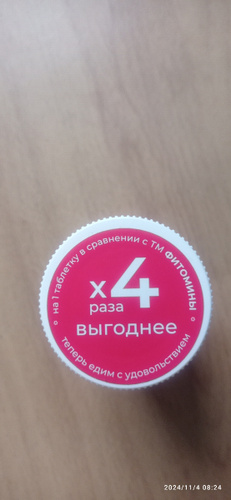 на 1 таблетку в сравнении с ТМ ФИТОМИНЫ
х4
раза
выгоднее
теперь едим с удовольствием
2024/11/4 08:24